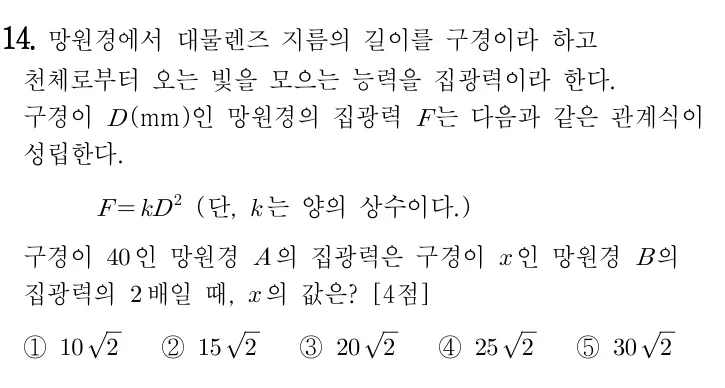 14. 망원경에서 대물렌즈 지름의 길이를 구경이라 하고
천체로부터 오는 빛을 모으는 능력을 집광력이라 한다.
구경이 D(mm)인 망원경의 집광력 F는 다음과 같은 관계식이
성립한다.
F=kD² (단, k는 양의 상수이다.)
구경이 40인 망원경 A의 집광력은 구경이 x인 망원경 B의
집광력의 2배일 때, x의 값은? [4점]
① 10√2 ② 15√2 ③ 20√2 ④ 25√2 ⑤ 30√2